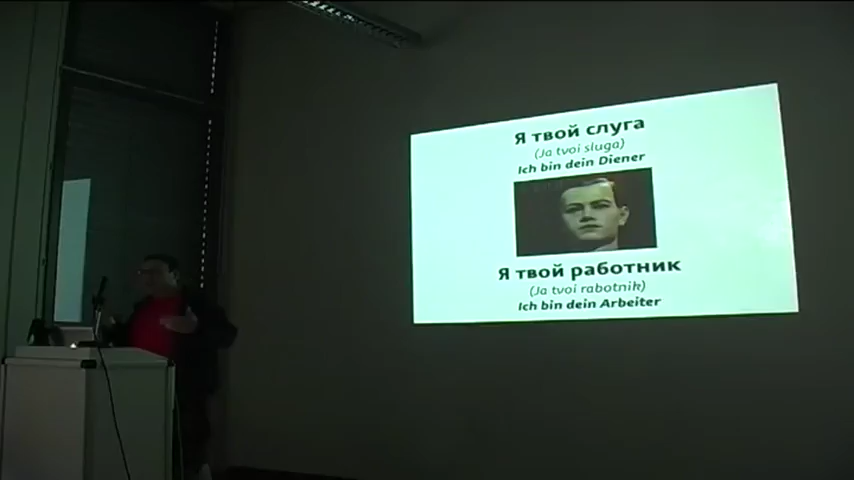 Я твой слуга
(Ja tvoi sluga)
Ich bin dein Diener
Я твой работник
(Ja tvoi rabotnik)
Ich bin dein Arbeiter